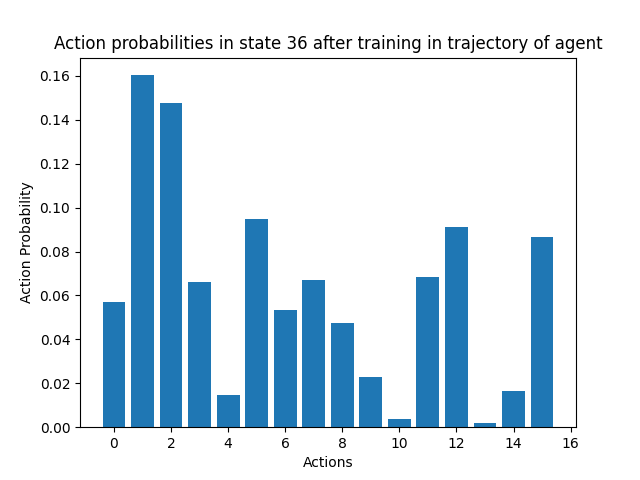 Action probabilities in state 36 after training in trajectory of agent
0.16
0.14
0.12
0.10
0.08
0.06
0.04
0.02
0.00
Action Probability
0 2 4 6 8 10 12 14 16
Actions